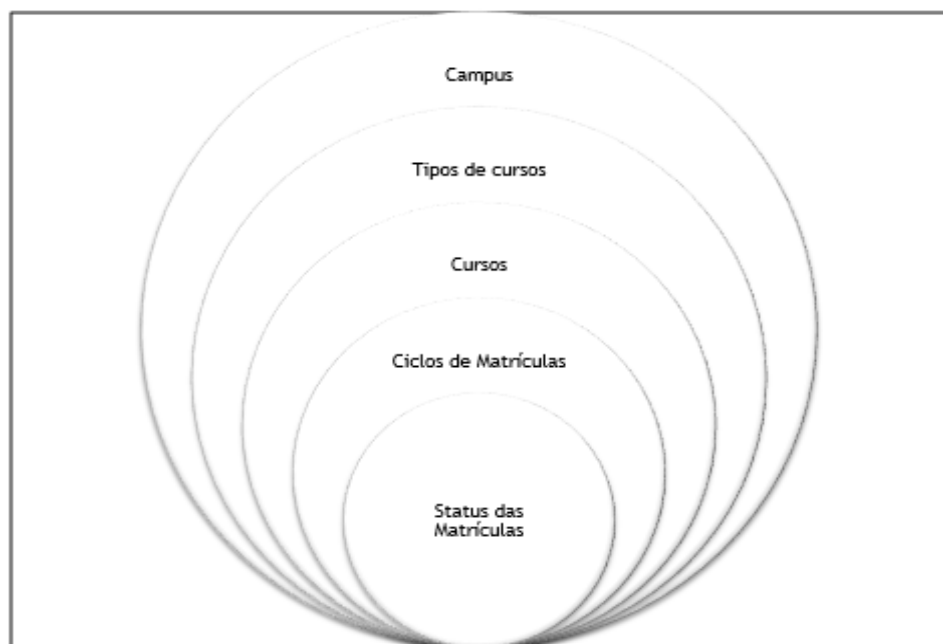 Campus
Tipos de cursos
Cursos
Ciclos de Matrículas
Status das
Matrículas